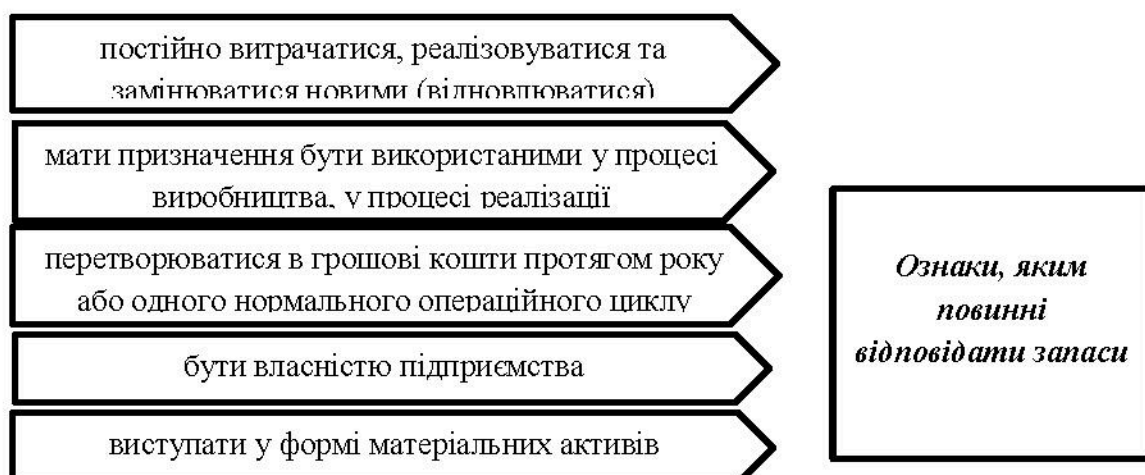 постійно витрачатися, реалізовуватися та
замінюватися новими (відновлюватися)
мати призначення бути використаними у процесі
виробництва, у процесі реалізації
перетворюватися в грошові кошти протягом року
або одного нормального операційного циклу
бути власністю підприємства
виступати у формі матеріальних активів
Ознаки, яким
повинні
відповідати запаси